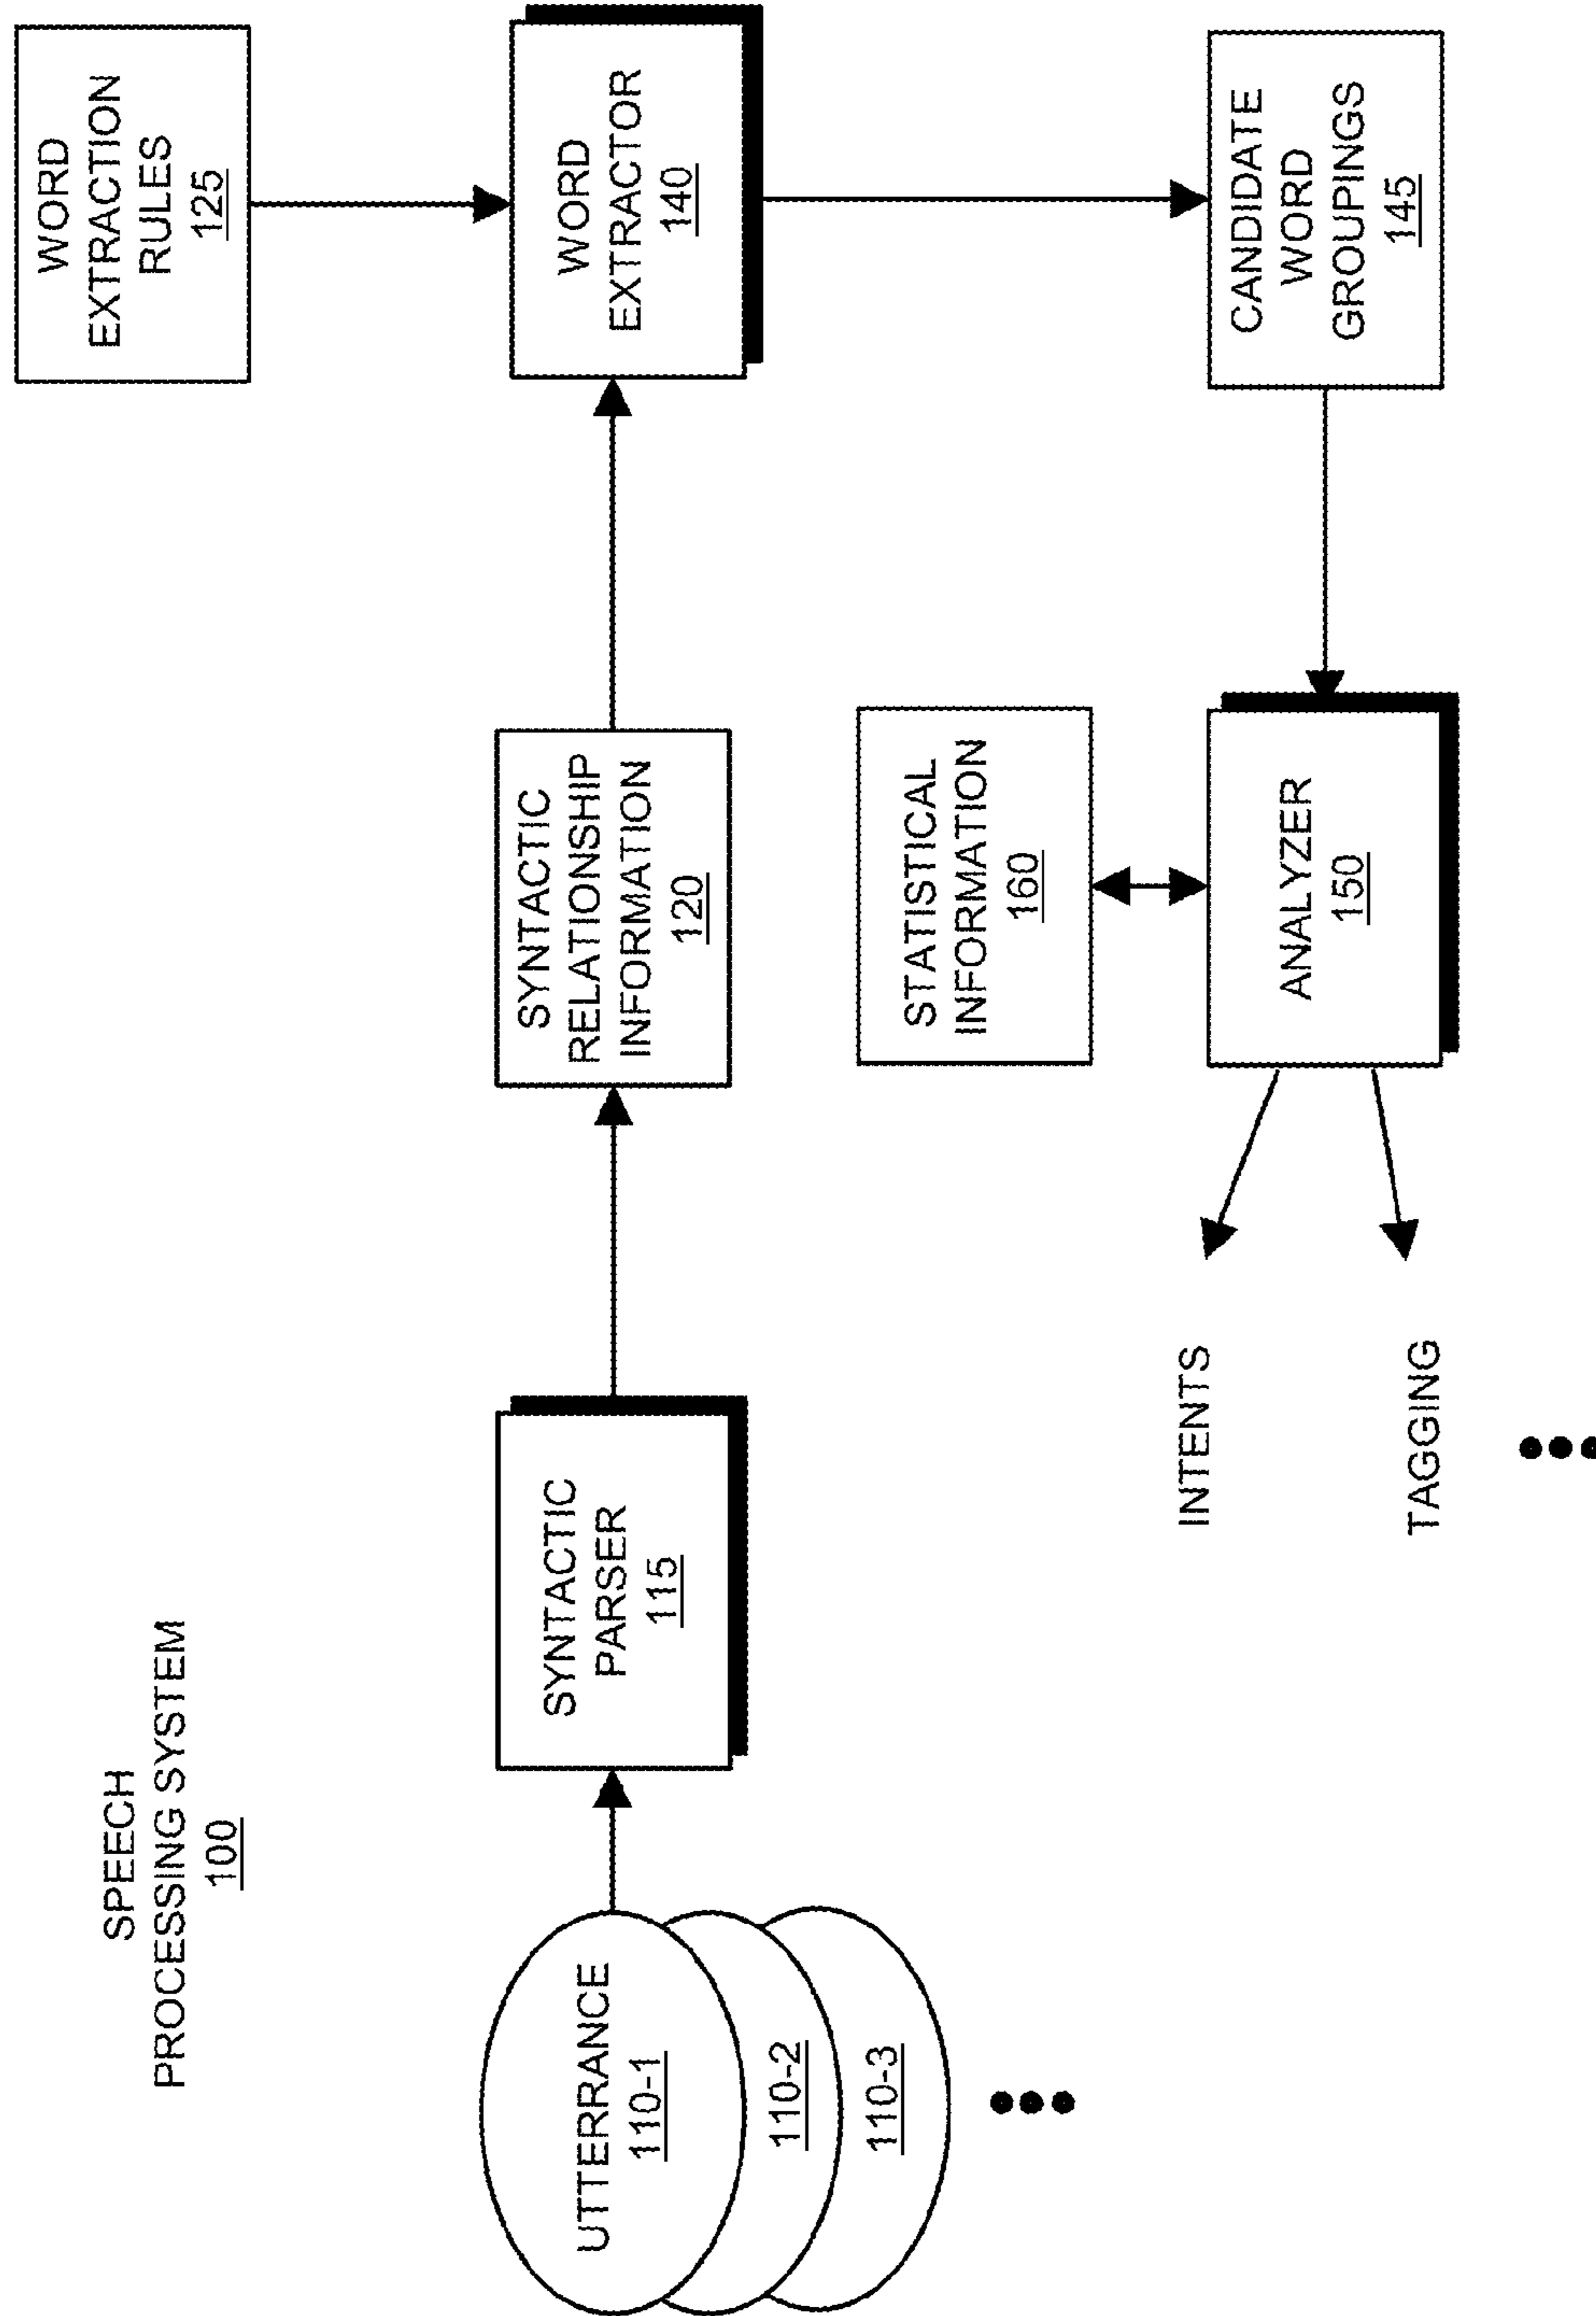 SPEECH
PROCESSING SYSTEM
100
UTTERRANCE
110-1
110-2
110-3
SYNTACTIC
PARSER
115
SYNTACTIC
RELATIONSHIP
INFORMATION
120
WORD
EXTRACTION
RULES
125
WORD
EXTRACTOR
140
CANDIDATE
WORD
GROUPINGS
145
STATISTICAL
INFORMATION
160
ANALYZER
150
INTENTS
TAGGING